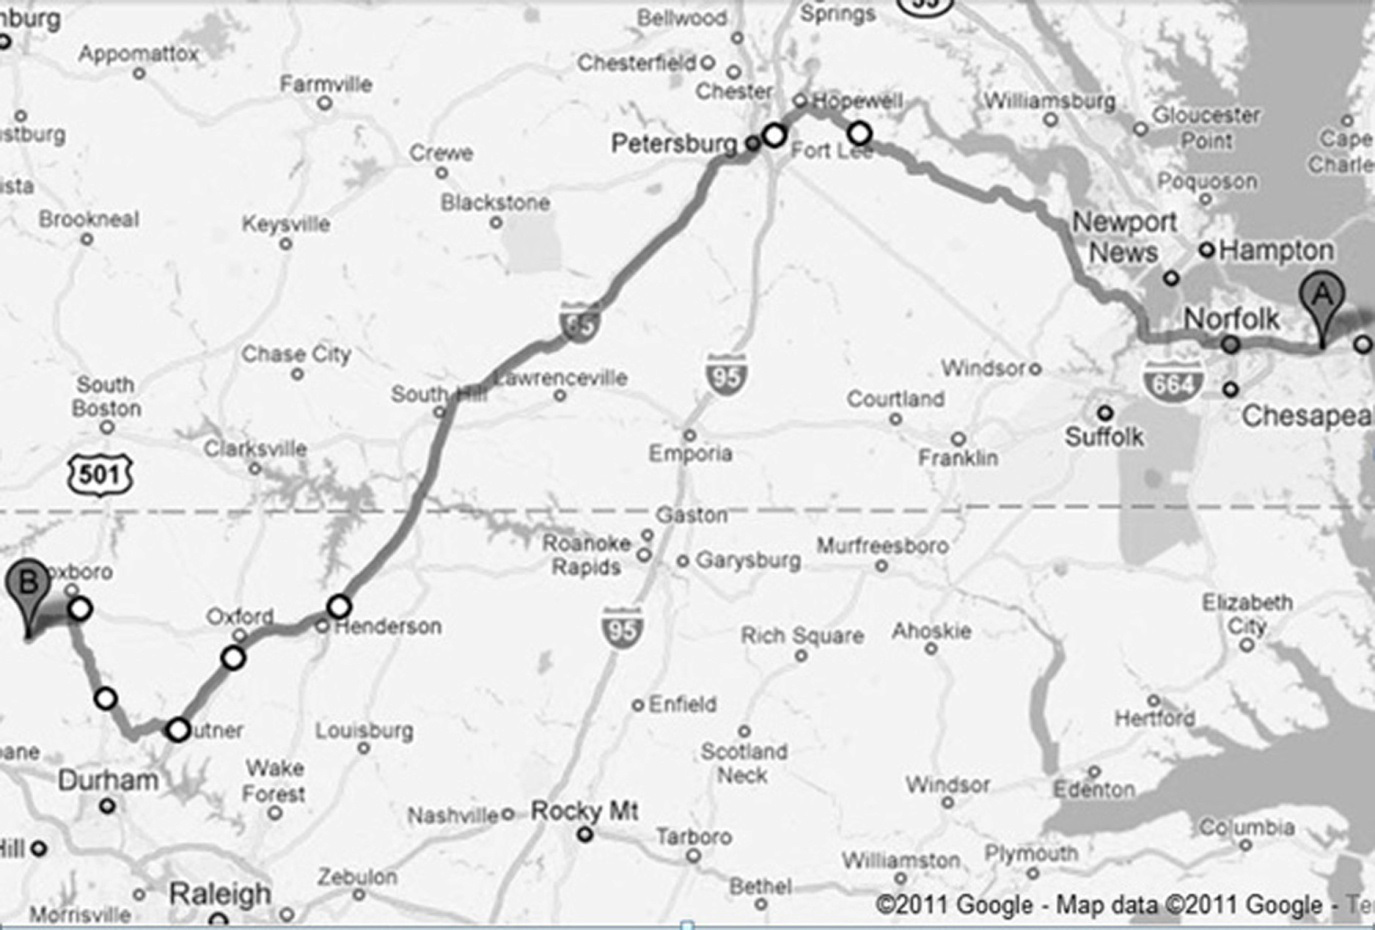 nburg
Bellwood
Springs
Appomattox
Chesterfield
Farmville
Chester
Hopewell
Williamsburg
Gloucester
Point
Cape
Charle
stburg
Petersburg
Fort Lee
Crewe
ista
Poquoson
Blackstone
Brookneal
Keysville
Newport
News
Hampton
A
Norfolk
85
Chase City
Windsor
95
664
South
Boston
South Hill
Lawrenceville
Courtland
Chesapea
Suffolk
Clarksville
Emporia
Franklin
501
Gaston
Roanoke
Rapids
Garysburg
Murfreesboro
B
oxboro
Oxford
Henderson
95
Rich Square
Ahoskie
Elizabeth
City
Enfield
Hertford
utner
Louisburg
Scotland
Neck
pane
Durham
Wake
Forest
Windsor
Edenton
Nashville
Rocky Mt
Tarboro
Columbia
Hill
Williamston
Plymouth
Zebulon
Bethel
Raleigh
Morrisville
©2011 Google - Map data ©2011 Google - Te